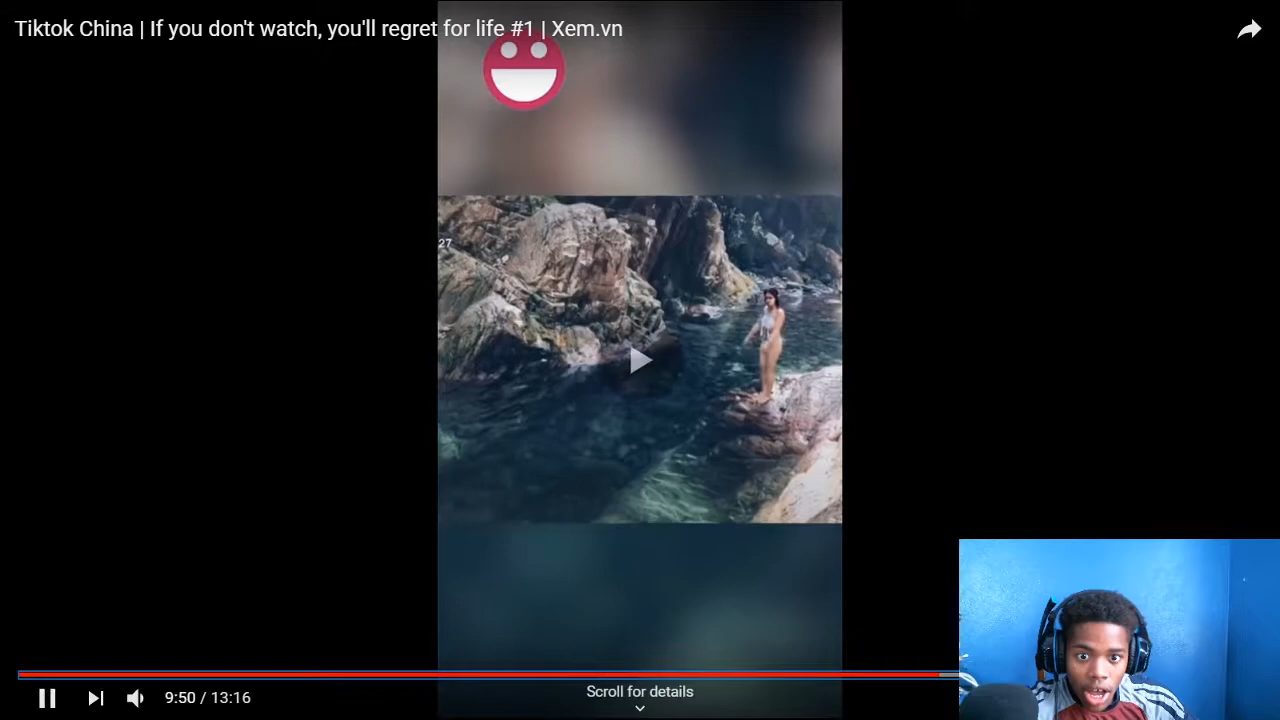 Tiktok China | If you don't watch, you'll regret for life #1 | Xem.vn
27
Scroll for details
9:50 / 13:16